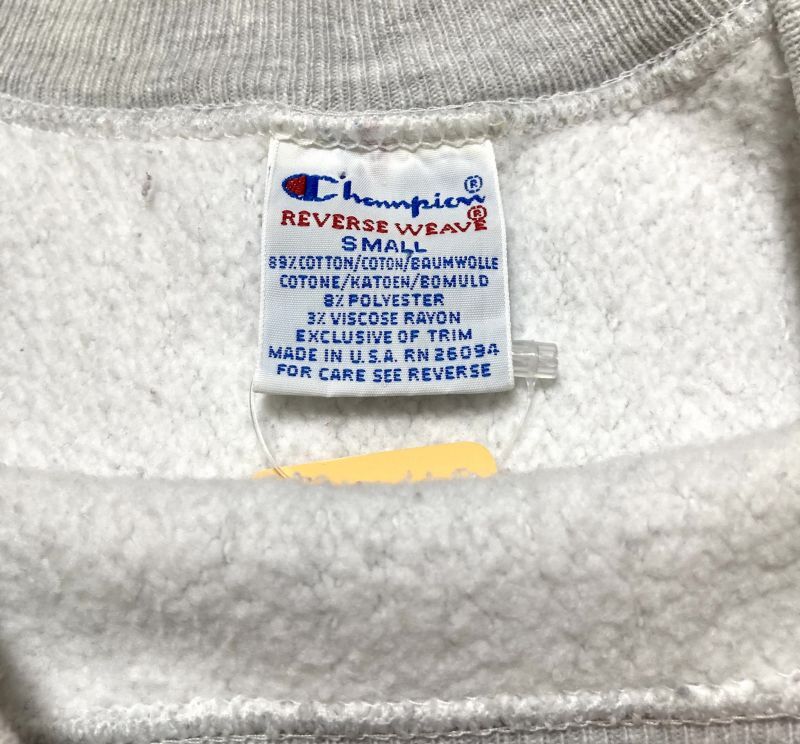 Champion®
REVERSE WEAVE®
SMALL
89% COTTON/COTON/BAUMWOLLE
COTONE/KATOEN/BOMULD
8% POLYESTER
3% VISCOSE RAYON
EXCLUSIVE OF TRIM
MADE IN U.S.A. RN 26094
FOR CARE SEE REVERSE